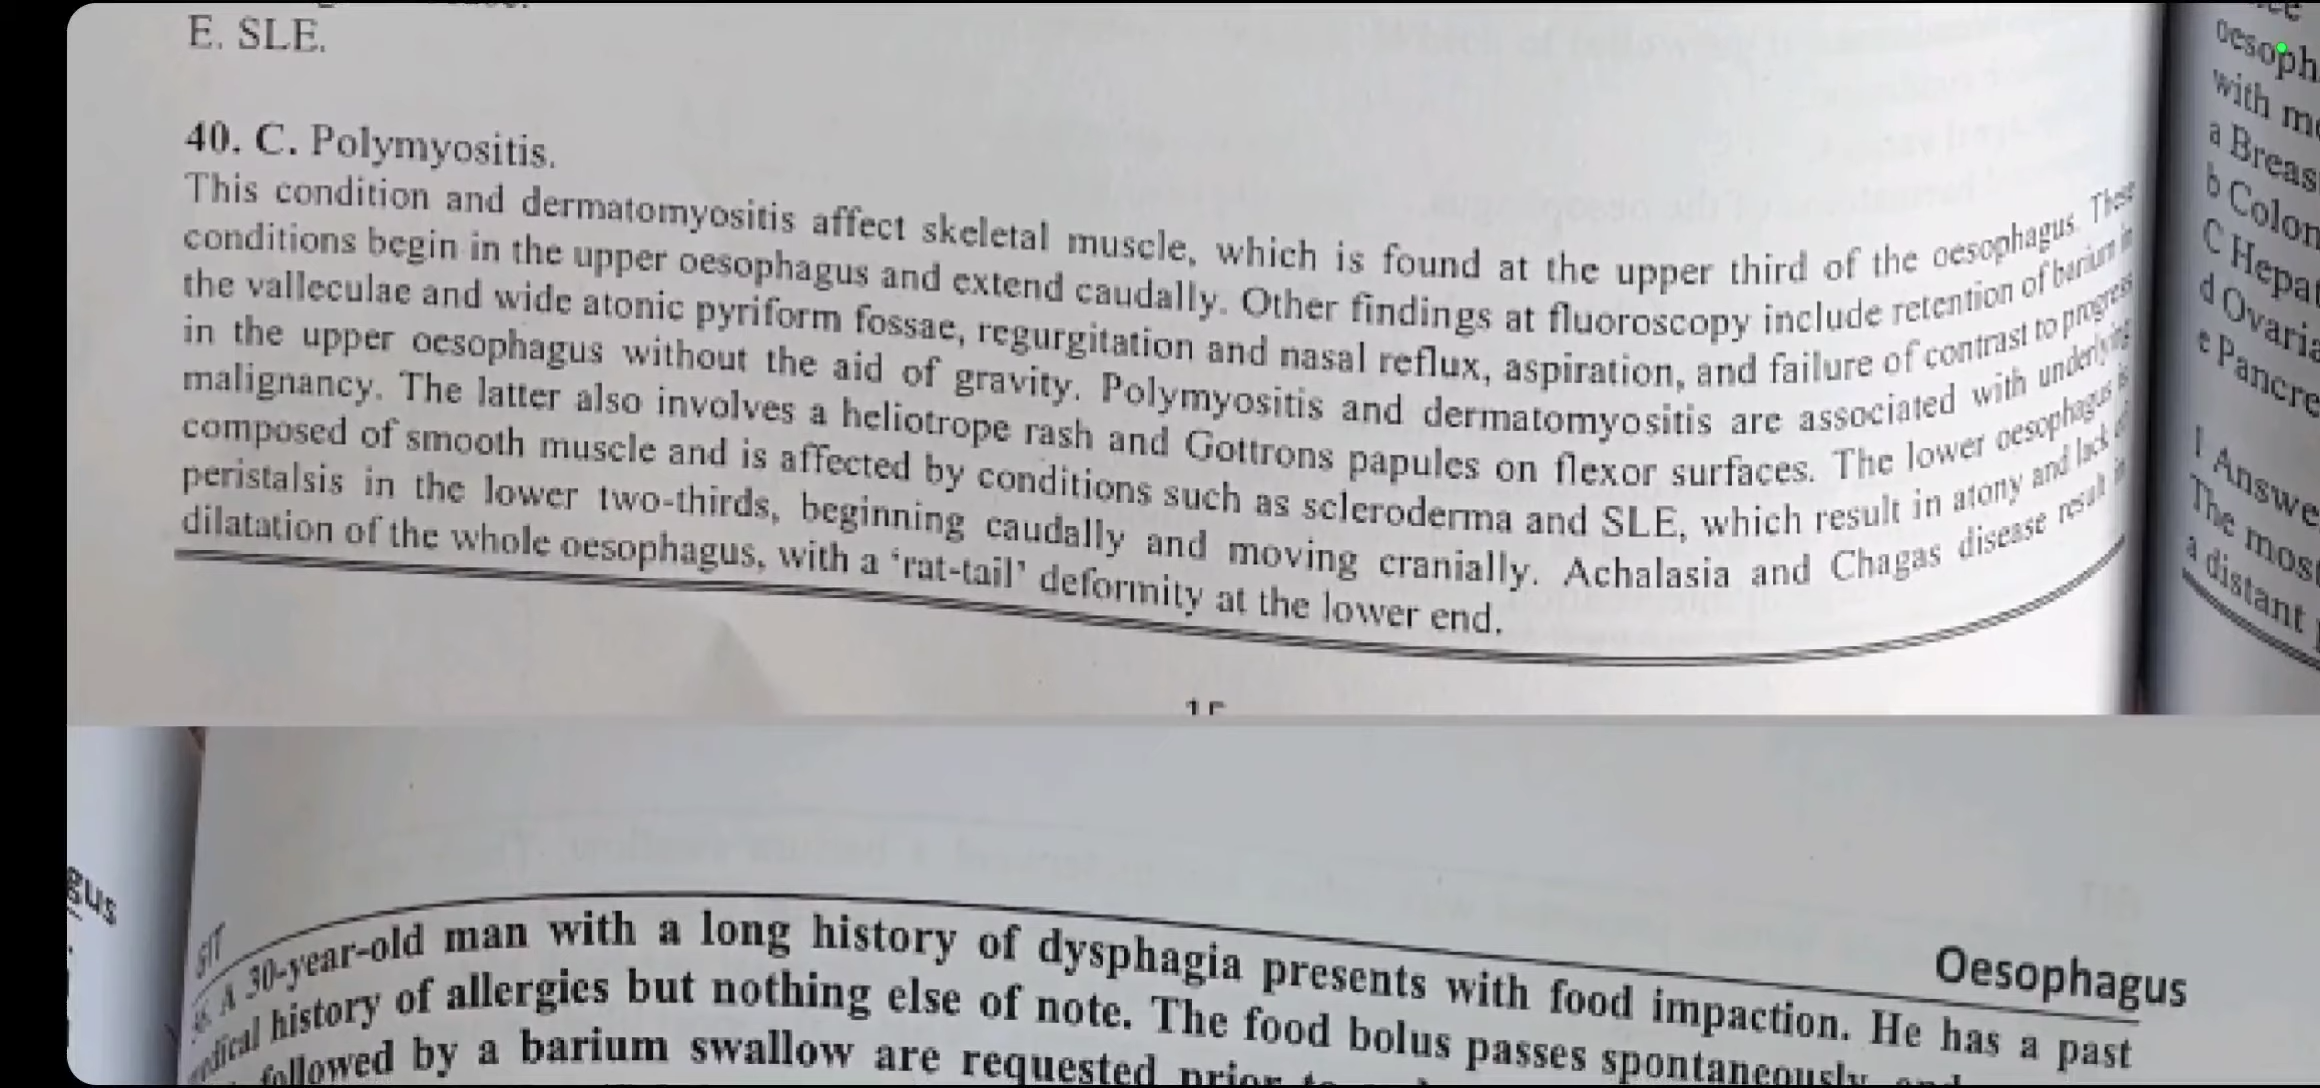 E. SLE.
40. C. Polymyositis.
This condition and dermatomyositis affect skeletal muscle, which is found at the upper third of the oesophagus. These
conditions begin in the upper oesophagus and extend caudally. Other findings at fluoroscopy include retention of barium in
the valleculae and wide atonic pyriform fossae, regurgitation and nasal reflux, aspiration, and failure of contrast to progress
in the upper oesophagus without the aid of gravity. Polymyositis and dermatomyositis are associated with underlying
malignancy. The latter also involves a heliotrope rash and Gottrons papules on flexor surfaces. The lower oesophagus is
composed of smooth muscle and is affected by conditions such as scleroderma and SLE, which result in atony and lack of
peristalsis in the lower two-thirds, beginning caudally and moving cranially. Achalasia and Chagas disease result in
dilatation of the whole oesophagus, with a ‘rat-tail’ deformity at the lower end.
oesoph
with
a Breas
b Colon
C Hepat
d Ovaria
e Pancre
Answe
The most
a distant
gus
GIT
Oesophagus
A 30-year-old man with a long history of dysphagia presents with food impaction. He has a past
history of allergies but nothing else of note. The food bolus passes spontaneously
followed by a barium swallow are requested prior